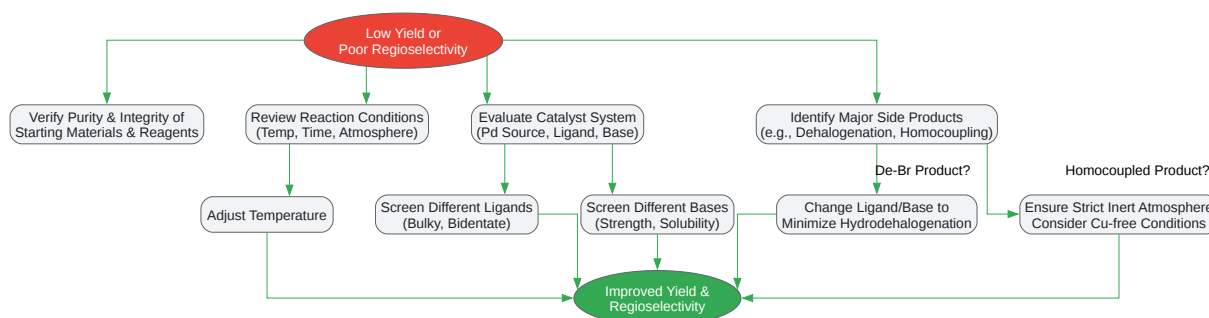 Low Yield or
Poor Regioselectivity
Verify Purity & Integrity of
Starting Materials & Reagents
Review Reaction Conditions
(Temp, Time, Atmosphere)
Evaluate Catalyst System
(Pd Source, Ligand, Base)
Identify Major Side Products
(e.g., Dehalogenation, Homocoupling)
De-Br Product?
Homocoupled Product?
Adjust Temperature
Screen Different Ligands
(Bulky, Bidentate)
Screen Different Bases
(Strength, Solubility)
Change Ligand/Base to
Minimize Hydrodehalogenation
Ensure Strict Inert Atmosphere
Consider Cu-free Conditions
Improved Yield &
Regioselectivity